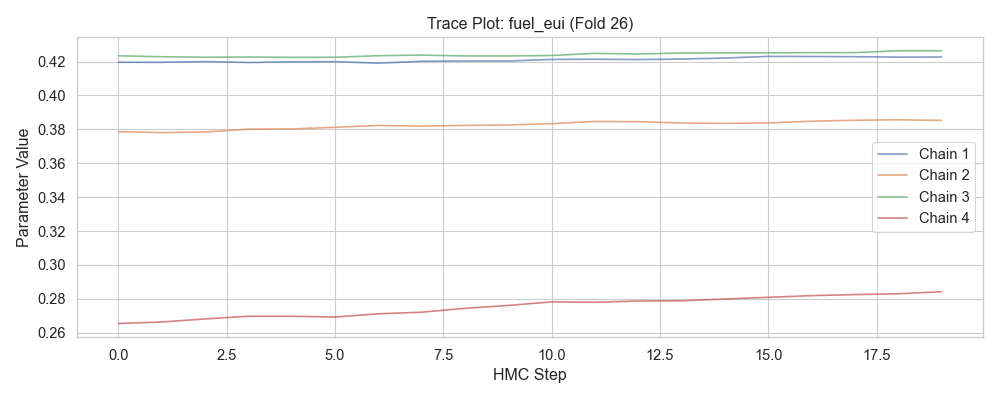 Trace Plot: fuel_eui (Fold 26)
Parameter Value
0.42
0.40
0.38
0.36
0.34
0.32
0.30
0.28
0.26
Chain 1
Chain 2
Chain 3
Chain 4
0.0 2.5 5.0 7.5 10.0 12.5 15.0 17.5
HMC Step